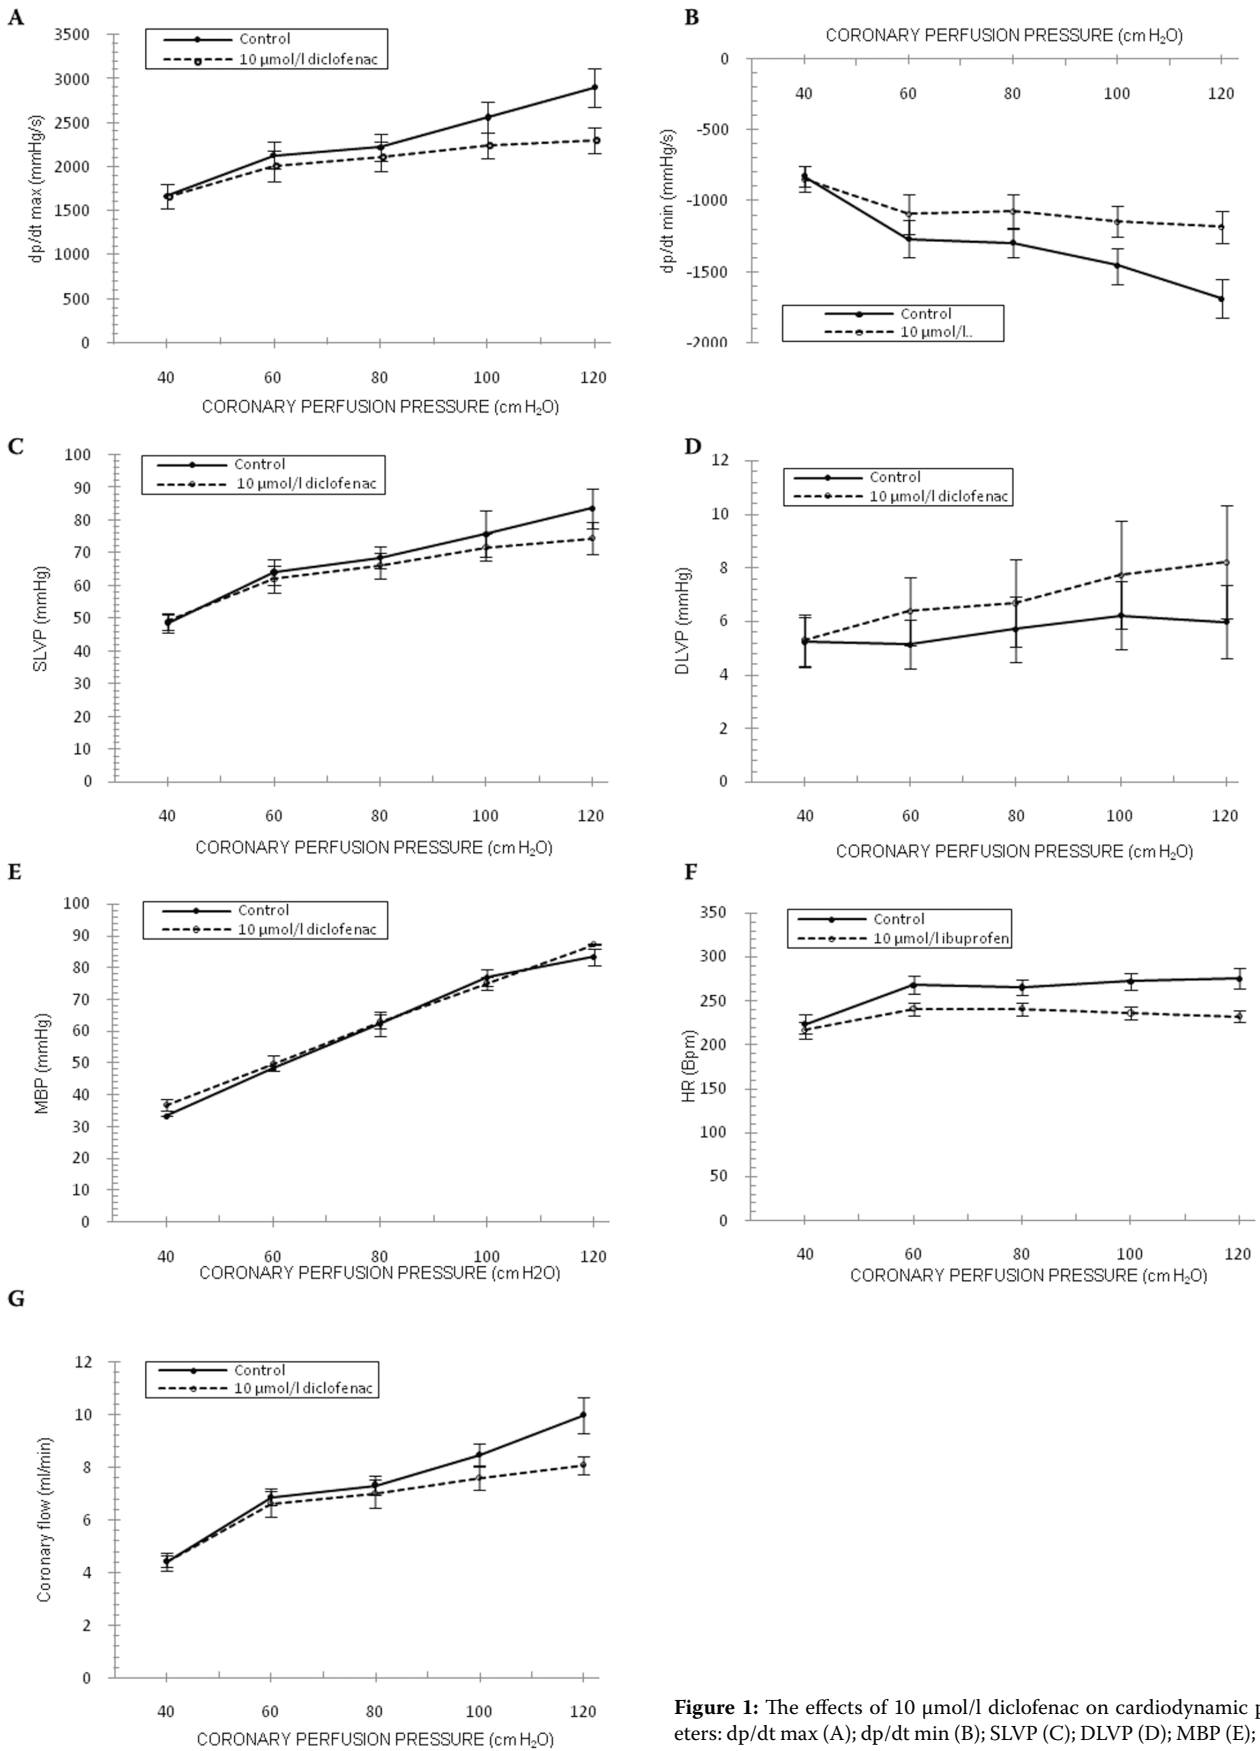 A
3500
3000
2500
2000
1500
1000
500
0
dp/dt max (mmHg/s)
Control
10 µmol/l diclofenac
40 60 80 100 120
CORONARY PERFUSION PRESSURE (cm H₂O)
B
CORONARY PERFUSION PRESSURE (cm H₂O)
0
-500
-1000
-1500
-2000
40 60 80 100 120
dp/dt min (mmHg/s)
Control
10 µmol/l..
C
100
90
80
70
60
50
40
30
20
10
0
SLVP (mmHg)
Control
10 µmol/l diclofenac
40 60 80 100 120
CORONARY PERFUSION PRESSURE (cm H₂O)
D
12
10
8
6
4
2
0
DLVP (mmHg)
Control
10 µmol/l diclofenac
40 60 80 100 120
CORONARY PERFUSION PRESSURE (cm H₂O)
E
100
90
80
70
60
50
40
30
20
10
0
MBP (mmHg)
Control
10 µmol/l diclofenac
40 60 80 100 120
CORONARY PERFUSION PRESSURE (cm H2O)
F
350
300
250
200
150
100
50
0
HR (Bpm)
Control
10 µmol/l ibuprofen
40 60 80 100 120
CORONARY PERFUSION PRESSURE (cm H₂O)
G
12
10
8
6
4
2
0
Coronary flow (ml/min)
Control
10 µmol/l diclofenac
40 60 80 100 120
CORONARY PERFUSION PRESSURE (cm H₂O)
Figure 1: The effects of 10 µmol/l diclofenac on cardiodynamic p
eters: dp/dt max (A); dp/dt min (B); SLVP (C); DLVP (D); MBP (E);